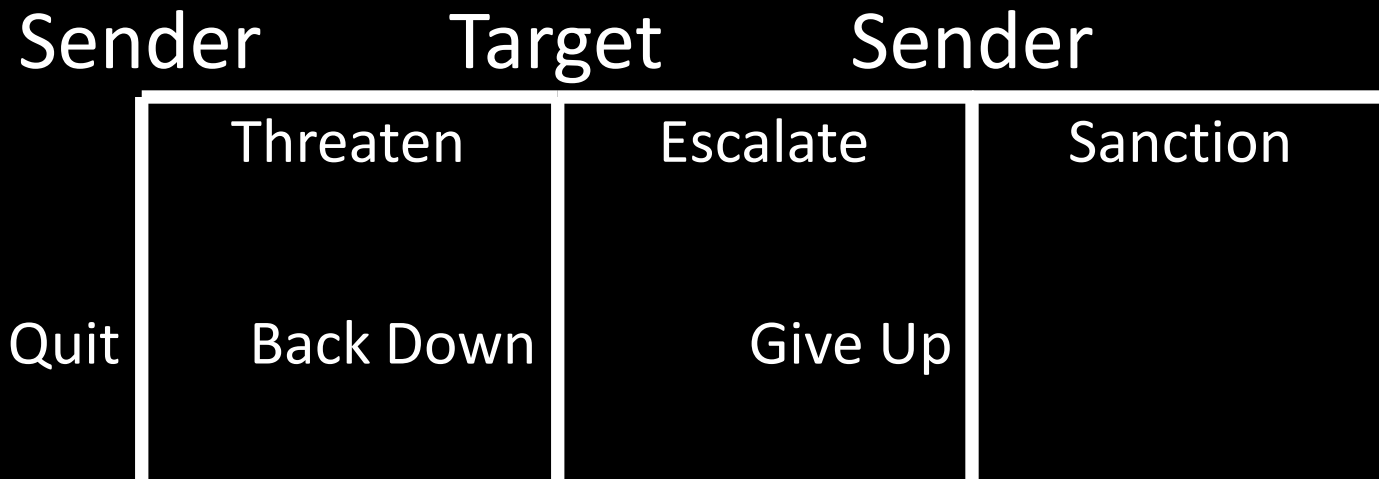 Sender Target Sender
Threaten Escalate Sanction
Quit Back Down Give Up